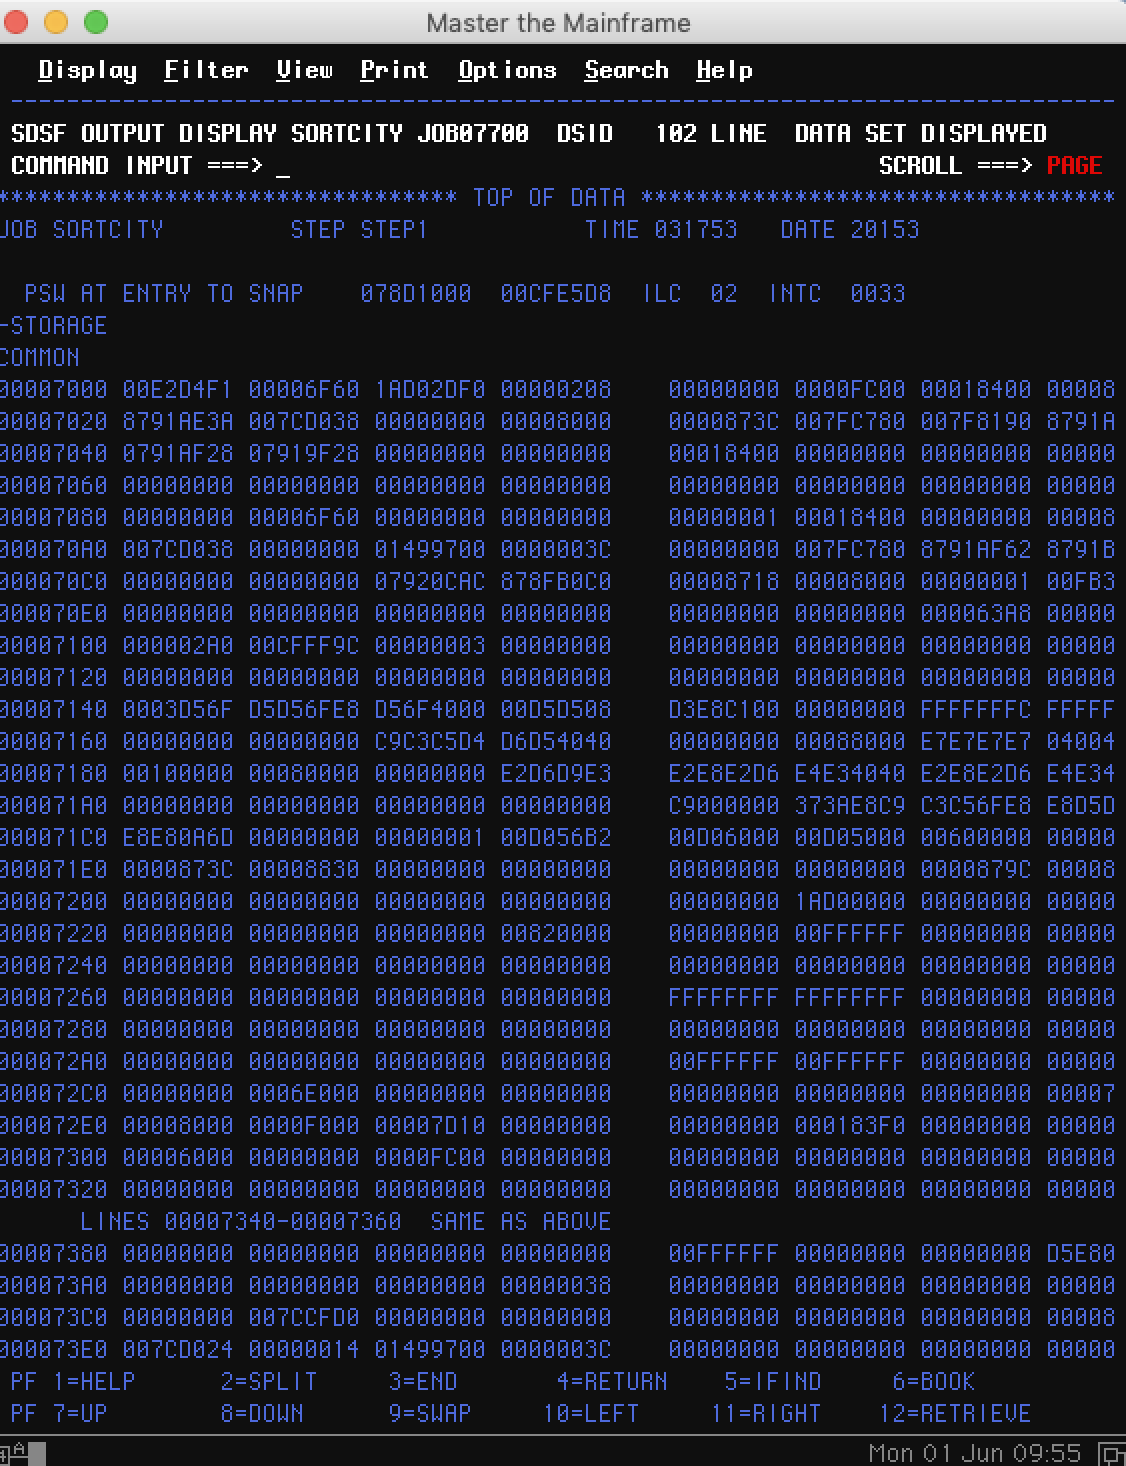 Master the Mainframe
Display Filter View Print Options Search Help
--------------------------------------------------------------------------------
SDSF OUTPUT DISPLAY SORTCITY JOB07700 DSID 102 LINE DATA SET DISPLAYED
COMMAND INPUT ===> _ SCROLL ===> PAGE
********************************* TOP OF DATA **********************************
JOB SORTCITY STEP STEP1 TIME 031753 DATE 20153
PSW AT ENTRY TO SNAP 078D1000 00CFE5D8 ILC 02 INTC 0033
-STORAGE
COMMON
00007000 00E2D4F1 00006F60 1AD02DF0 00000208 00000000 0000FC00 00018400 00008
00007020 8791AE3A 007CD038 00000000 00008000 0000873C 007FC780 007F8190 8791A
00007040 0791AF28 07919F28 00000000 00000000 00018400 00000000 00000000 00000
00007060 00000000 00000000 00000000 00000000 00000000 00000000 00000000 00000
00007080 00000000 00006F60 00000000 00000000 00000001 00018400 00000000 00008
000070A0 007CD038 00000000 01499700 0000003C 00000000 007FC780 8791AF62 8791B
000070C0 00000000 00000000 07920CAC 878FB0C0 00008718 00008000 00000001 00FB3
000070E0 00000000 00000000 00000000 00000000 00000000 00000000 000063A8 00000
00007100 000002A0 00CFFF9C 00000003 00000000 00000000 00000000 00000000 00000
00007120 00000000 00000000 00000000 00000000 00000000 00000000 00000000 00000
00007140 0003D56F D5D56FE8 D56F4000 00D5D508 D3E8C100 00000000 FFFFFFFC FFFFF
00007160 00000000 00000000 C9C3C5D4 D6D54040 00000000 00088000 E7E7E7E7 04004
00007180 00100000 00080000 00000000 E2D6D9E3 E2E8E2D6 E4E34040 E2E8E2D6 E4E34
000071A0 00000000 00000000 00000000 00000000 C9000000 373AE8C9 C3C56FE8 E8D5D
000071C0 E8E80A6D 00000000 00000001 00D056B2 00D06000 00D05000 00600000 00000
000071E0 0000873C 00008830 00000000 00000000 00000000 00000000 0000879C 00008
00007200 00000000 00000000 00000000 00000000 00000000 1AD00000 00000000 00000
00007220 00000000 00000000 00000000 00820000 00000000 00FFFFFF 00000000 00000
00007240 00000000 00000000 00000000 00000000 00000000 00000000 00000000 00000
00007260 00000000 00000000 00000000 00000000 FFFFFFFF FFFFFFFF 00000000 00000
00007280 00000000 00000000 00000000 00000000 00000000 00000000 00000000 00000
000072A0 00000000 00000000 00000000 00000000 00FFFFFF 00FFFFFF 00000000 00000
000072C0 00000000 0006E000 00000000 00000000 00000000 00000000 00000000 00007
000072E0 00008000 0000F000 00007D10 00000000 00000000 000183F0 00000000 00000
00007300 00006000 00000000 0000FC00 00000000 00000000 00000000 00000000 00000
00007320 00000000 00000000 00000000 00000000 00000000 00000000 00000000 00000
LINES 00007340-00007360 SAME AS ABOVE
00007380 00000000 00000000 00000000 00000000 00FFFFFF 00000000 00000000 D5E80
000073A0 00000000 00000000 00000000 00000038 00000000 00000000 00000000 00000
000073C0 00000000 007CCFD0 00000000 00000000 00000000 00000000 00000000 00008
000073E0 007CD024 00000014 01499700 0000003C 00000000 00000000 00000000 00000
PF 1=HELP 2=SPLIT 3=END 4=RETURN 5=IFIND 6=BOOK
PF 7=UP 8=DOWN 9=SWAP 10=LEFT 11=RIGHT 12=RETRIEVE
4 A Mon 01 Jun 09:55